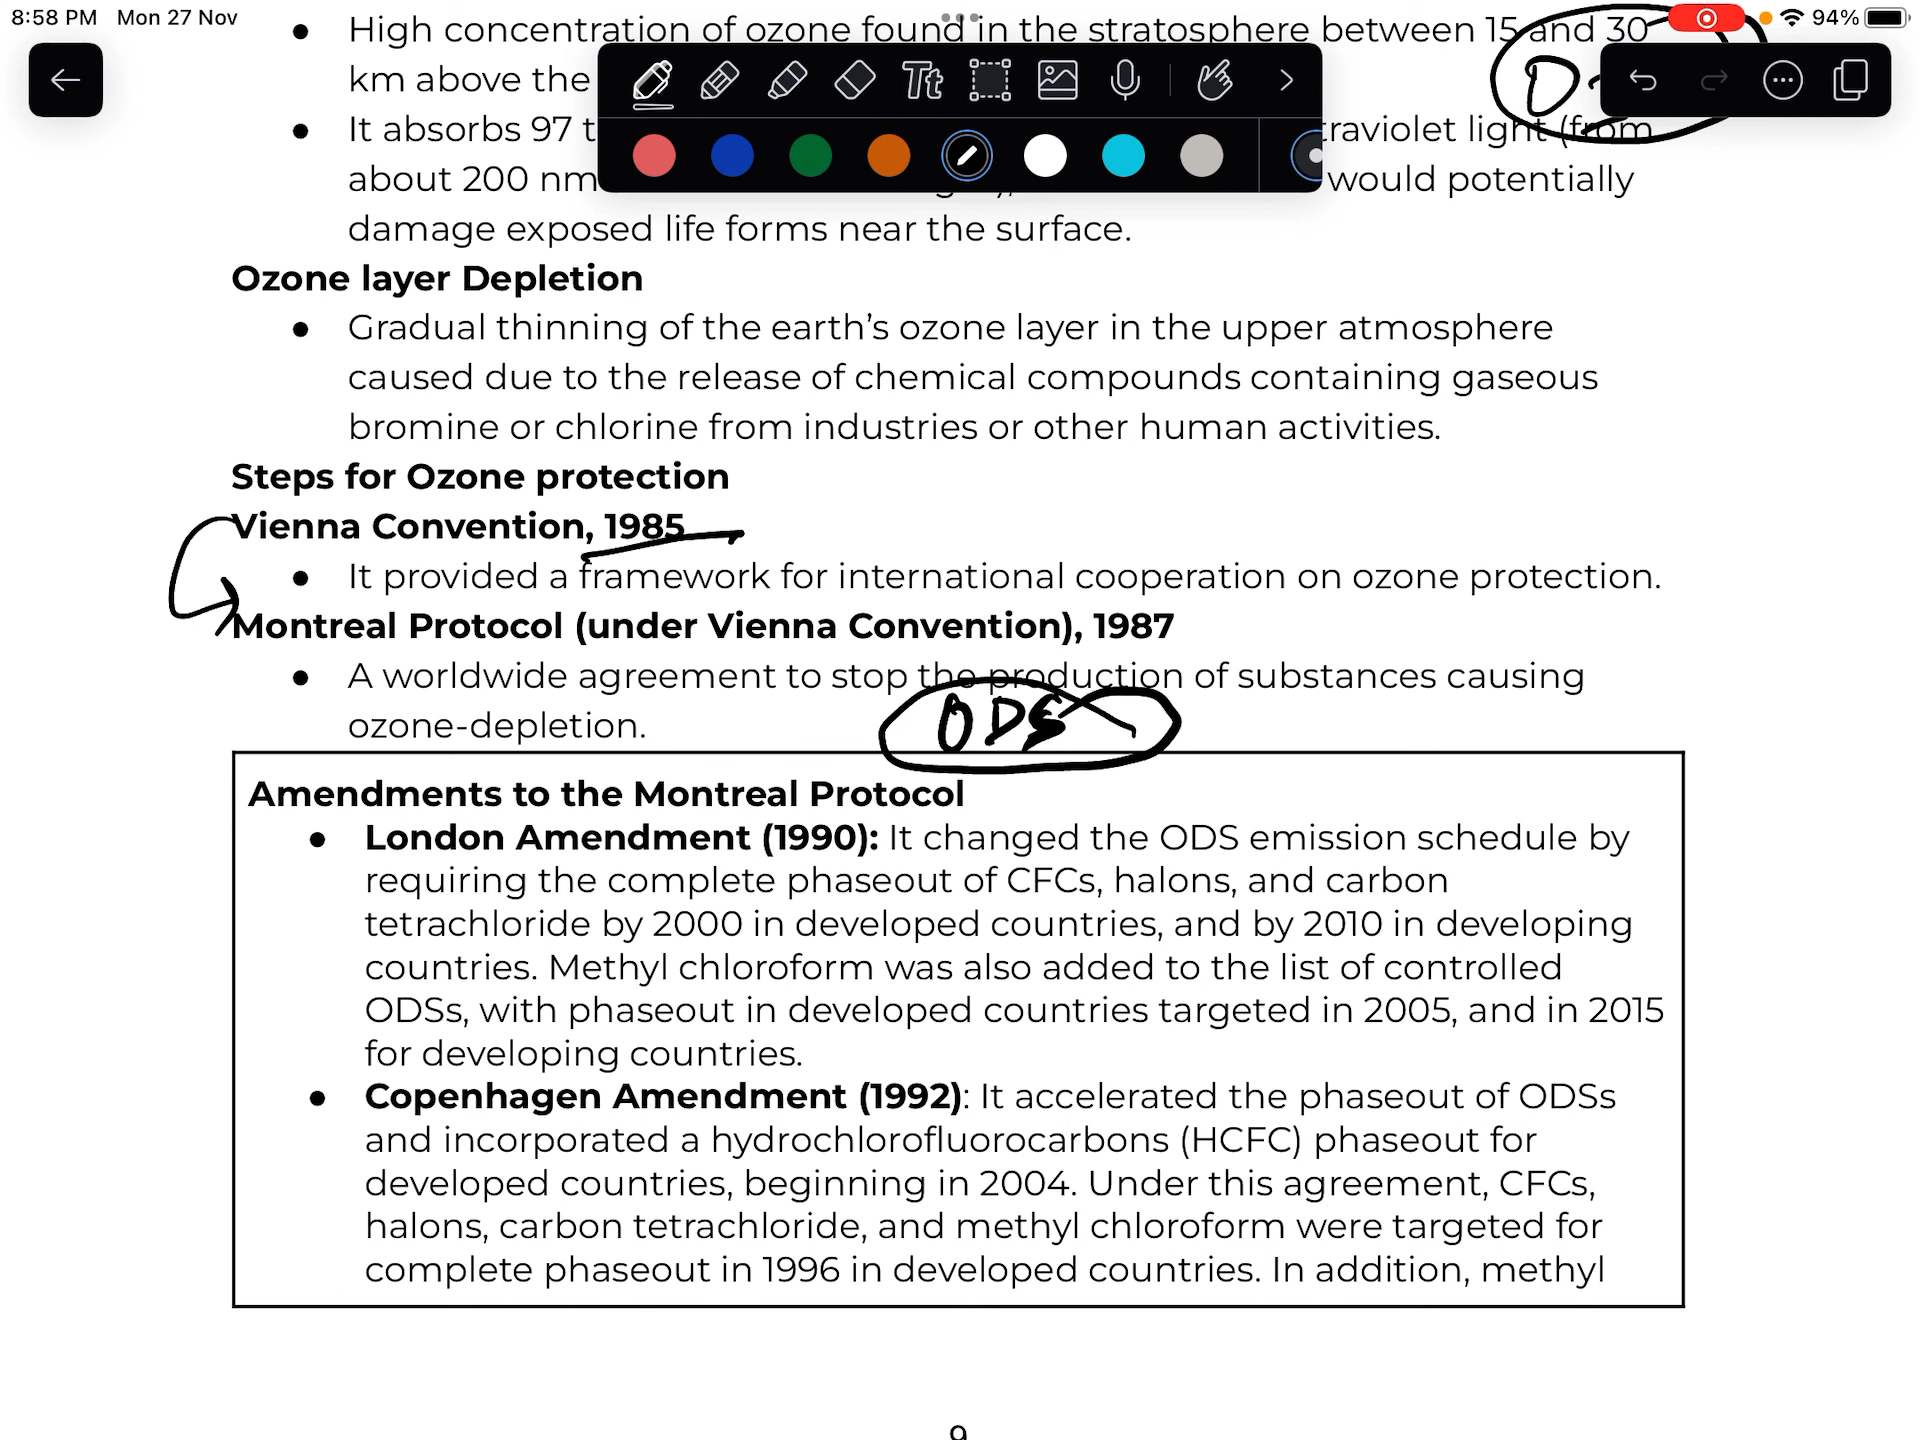 8:58 PM Mon 27 Nov
94%
High concentration of ozone found in the stratosphere between 15 and 30
km above the
It absorbs 97 traviolet light (from
about 200 nm would potentially
damage exposed life forms near the surface.
Ozone layer Depletion
Gradual thinning of the earth's ozone layer in the upper atmosphere
caused due to the release of chemical compounds containing gaseous
bromine or chlorine from industries or other human activities.
Steps for Ozone protection
Vienna Convention, 1985
It provided a framework for international cooperation on ozone protection.
Montreal Protocol (under Vienna Convention), 1987
A worldwide agreement to stop the production of substances causing
ozone-depletion.
ODS
Amendments to the Montreal Protocol
London Amendment (1990): It changed the ODS emission schedule by
requiring the complete phaseout of CFCs, halons, and carbon
tetrachloride by 2000 in developed countries, and by 2010 in developing
countries. Methyl chloroform was also added to the list of controlled
ODSs, with phaseout in developed countries targeted in 2005, and in 2015
for developing countries.
Copenhagen Amendment (1992): It accelerated the phaseout of ODSs
and incorporated a hydrochlorofluorocarbons (HCFC) phaseout for
developed countries, beginning in 2004. Under this agreement, CFCs,
halons, carbon tetrachloride, and methyl chloroform were targeted for
complete phaseout in 1996 in developed countries. In addition, methyl
9